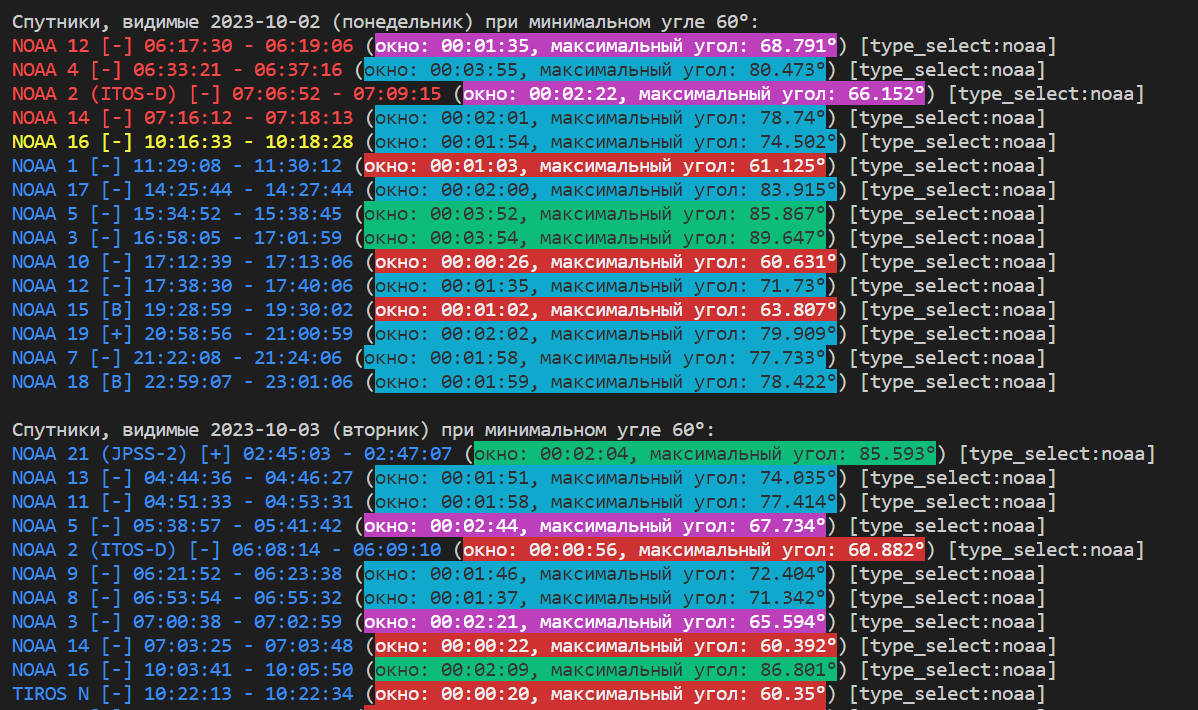 Спутники, видимые 2023-10-02 (понедельник) при минимальном угле 60°:
NOAA 12 [-] 06:17:30 - 06:19:06 (окно: 00:01:35, максимальный угол: 68.791°) [type_select:noaa]
NOAA 4 [-] 06:33:21 - 06:37:16 (окно: 00:03:55, максимальный угол: 80.473°) [type_select:noaa]
NOAA 2 (ITOS-D) [-] 07:06:52 - 07:09:15 (окно: 00:02:22, максимальный угол: 66.152°) [type_select:noaa]
NOAA 14 [-] 07:16:12 - 07:18:13 (окно: 00:02:01, максимальный угол: 78.74°) [type_select:noaa]
NOAA 16 [-] 10:16:33 - 10:18:28 (окно: 00:01:54, максимальный угол: 74.502°) [type_select:noaa]
NOAA 1 [-] 11:29:08 - 11:30:12 (окно: 00:01:03, максимальный угол: 61.125°) [type_select:noaa]
NOAA 17 [-] 14:25:44 - 14:27:44 (окно: 00:02:00, максимальный угол: 83.915°) [type_select:noaa]
NOAA 5 [-] 15:34:52 - 15:38:45 (окно: 00:03:52, максимальный угол: 85.867°) [type_select:noaa]
NOAA 3 [-] 16:58:05 - 17:01:59 (окно: 00:03:54, максимальный угол: 89.647°) [type_select:noaa]
NOAA 10 [-] 17:12:39 - 17:13:06 (окно: 00:00:26, максимальный угол: 60.631°) [type_select:noaa]
NOAA 12 [-] 17:38:30 - 17:40:06 (окно: 00:01:35, максимальный угол: 71.73°) [type_select:noaa]
NOAA 15 [B] 19:28:59 - 19:30:02 (окно: 00:01:02, максимальный угол: 63.807°) [type_select:noaa]
NOAA 19 [+] 20:58:56 - 21:00:59 (окно: 00:02:02, максимальный угол: 79.909°) [type_select:noaa]
NOAA 7 [-] 21:22:08 - 21:24:06 (окно: 00:01:58, максимальный угол: 77.733°) [type_select:noaa]
NOAA 18 [B] 22:59:07 - 23:01:06 (окно: 00:01:59, максимальный угол: 78.422°) [type_select:noaa]
Спутники, видимые 2023-10-03 (вторник) при минимальном угле 60°:
NOAA 21 (JPSS-2) [+] 02:45:03 - 02:47:07 (окно: 00:02:04, максимальный угол: 85.593°) [type_select:noaa]
NOAA 13 [-] 04:44:36 - 04:46:27 (окно: 00:01:51, максимальный угол: 74.035°) [type_select:noaa]
NOAA 11 [-] 04:51:33 - 04:53:31 (окно: 00:01:58, максимальный угол: 77.414°) [type_select:noaa]
NOAA 5 [-] 05:38:57 - 05:41:42 (окно: 00:02:44, максимальный угол: 67.734°) [type_select:noaa]
NOAA 2 (ITOS-D) [-] 06:08:14 - 06:09:10 (окно: 00:00:56, максимальный угол: 60.882°) [type_select:noaa]
NOAA 9 [-] 06:21:52 - 06:23:38 (окно: 00:01:46, максимальный угол: 72.404°) [type_select:noaa]
NOAA 8 [-] 06:53:54 - 06:55:32 (окно: 00:01:37, максимальный угол: 71.342°) [type_select:noaa]
NOAA 3 [-] 07:00:38 - 07:02:59 (окно: 00:02:21, максимальный угол: 65.594°) [type_select:noaa]
NOAA 14 [-] 07:03:25 - 07:03:48 (окно: 00:00:22, максимальный угол: 60.392°) [type_select:noaa]
NOAA 16 [-] 10:03:41 - 10:05:50 (окно: 00:02:09, максимальный угол: 86.801°) [type_select:noaa]
TIROS N [-] 10:22:13 - 10:22:34 (окно: 00:00:20, максимальный угол: 60.35°) [type_select:noaa]